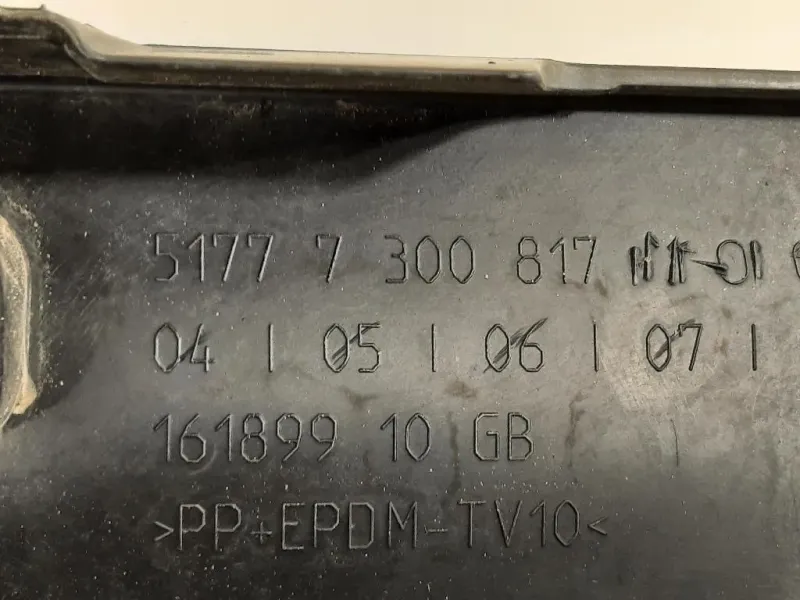 5177 7 300 817
04 | 05 | 06 | 07 |
161899 10 GB
>PP+EPDM-TV10<